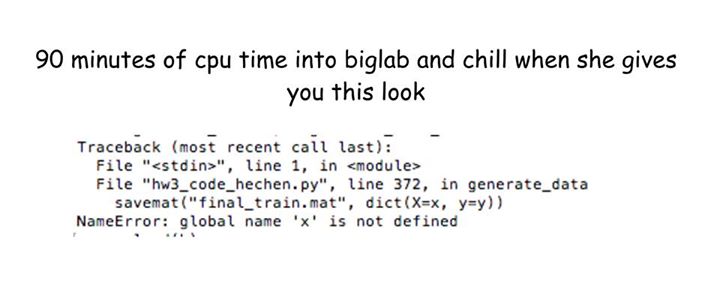 90 minutes of cpu time into biglab and chill when she gives
you this look
Traceback (most recent call last):
File "<stdin>", line 1, in <module>
File "hw3_code_hechen.py", line 372, in generate_data
savemat("final_train.mat", dict(X=x, y=y))
NameError: global name 'x' is not defined